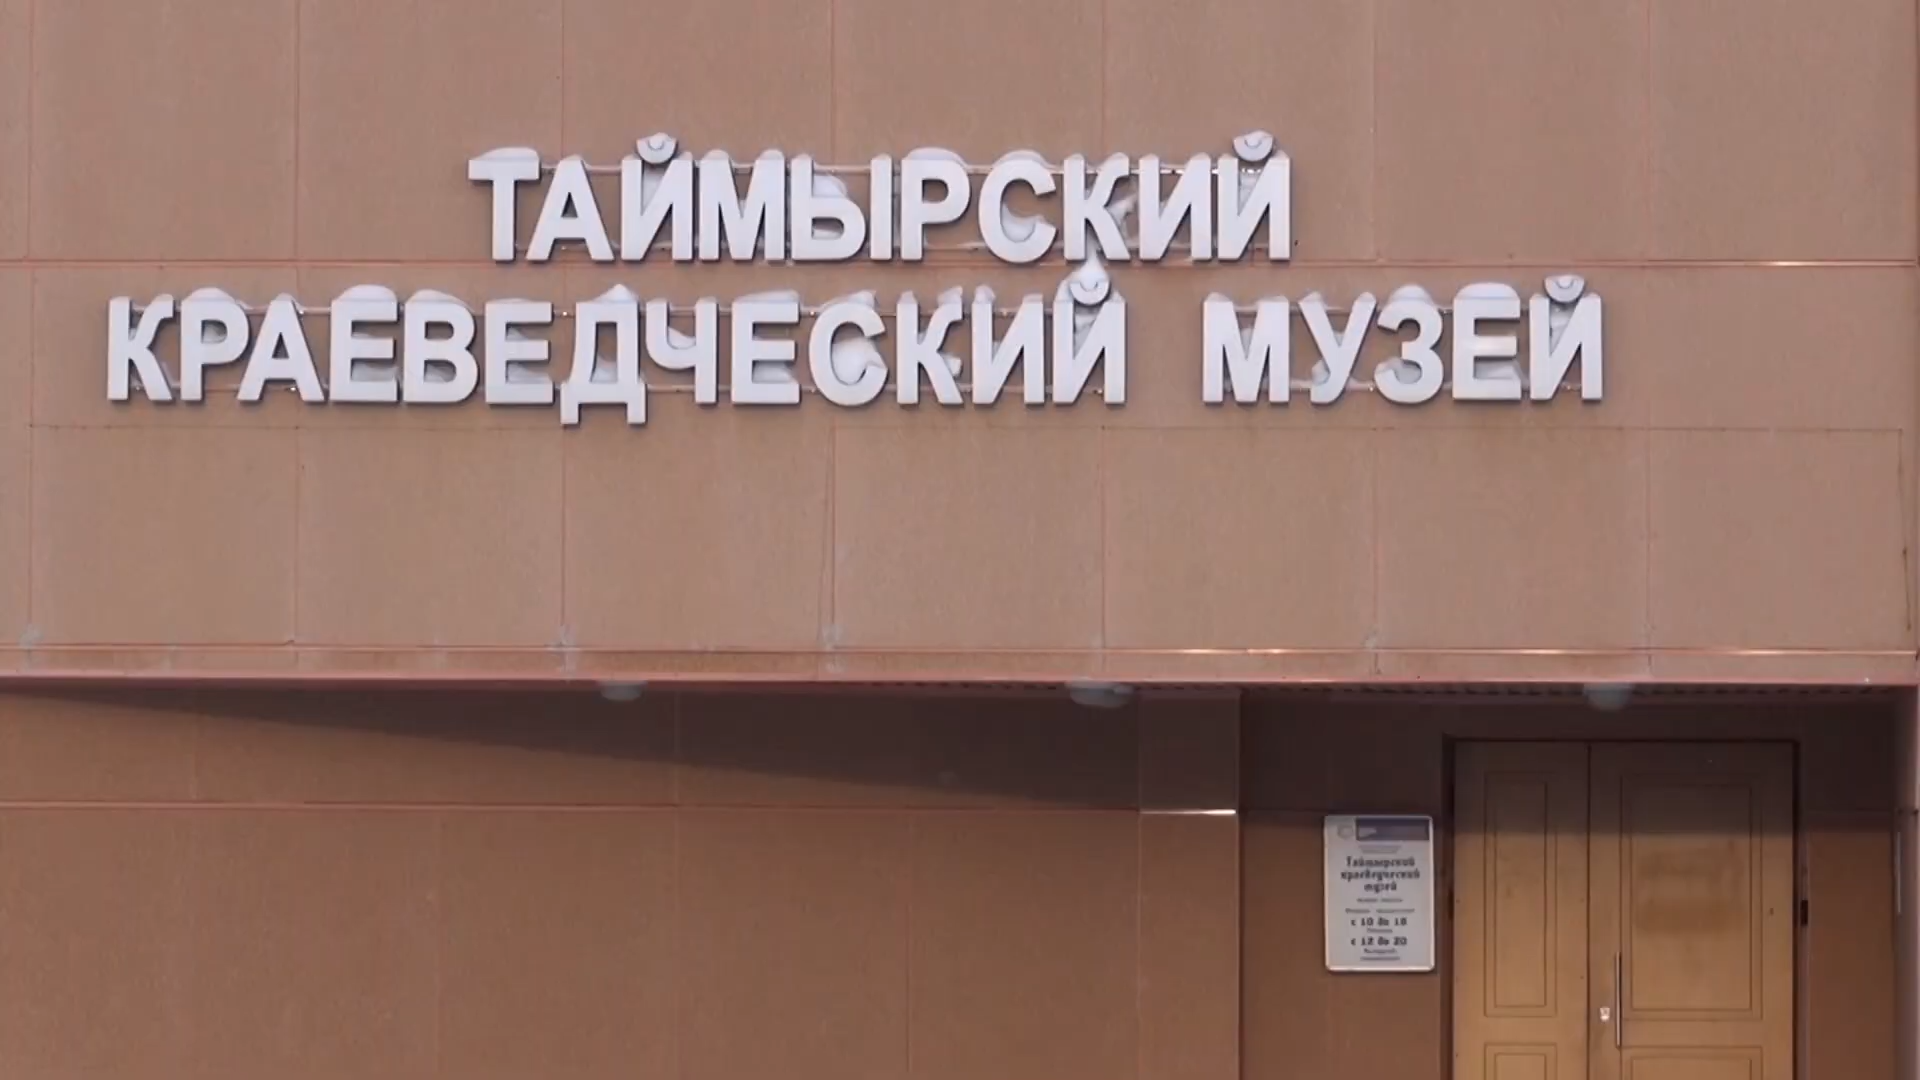 ТАЙМЫРСКИЙ
КРАЕВЕДЧЕСКИЙ МУЗЕЙ
Таймырский
краеведческий
музей
с 10 до 18
с 12 до 20